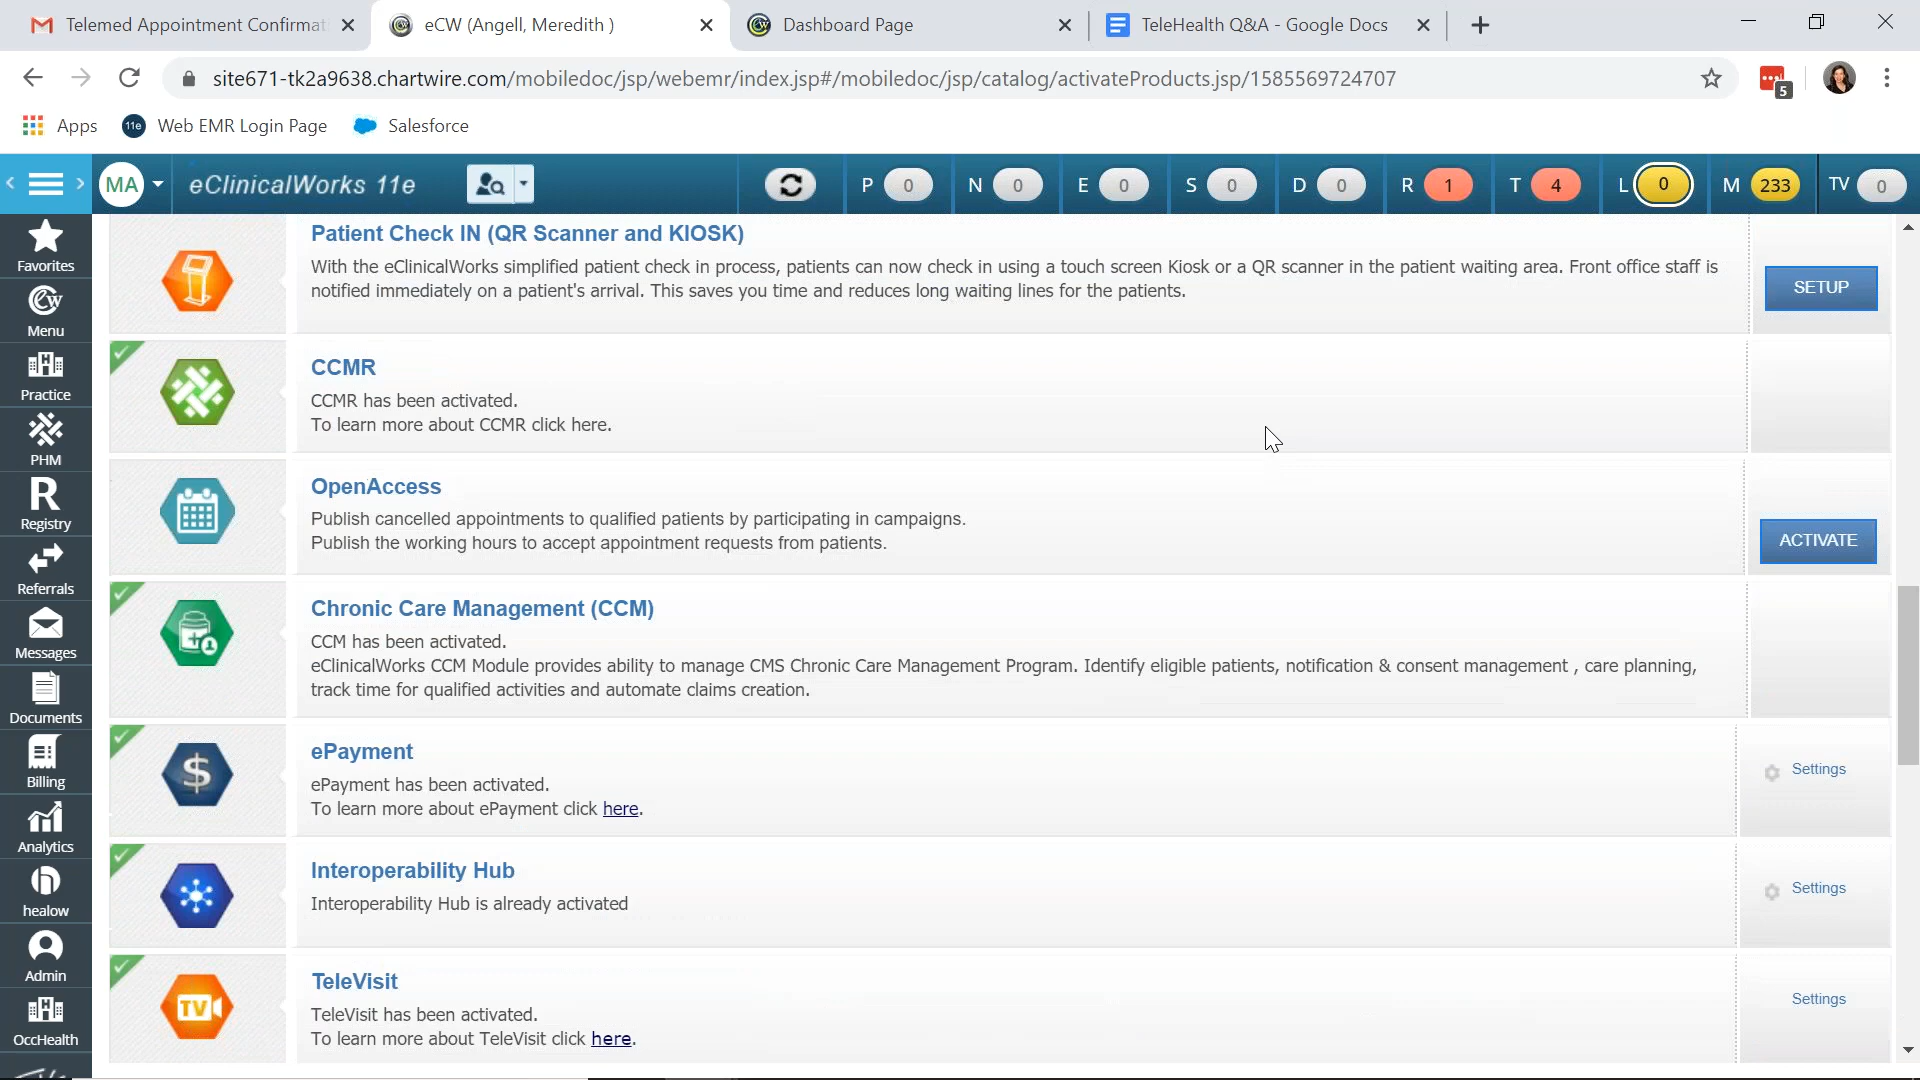 Telemed Appointment Confirmati
eCW (Angell, Meredith )
Dashboard Page
TeleHealth Q&A - Google Docs
site671-tk2a9638.chartwire.com/mobiledoc/jsp/webemr/index.jsp#/mobiledoc/jsp/catalog/activateProducts.jsp/1585569724707
5
Apps
11e Web EMR Login Page
Salesforce
MA
eClinicalWorks 11e
P 0
N 0
E 0
S 0
D 0
R 1
T 4
L 0
M 233
TV 0
Favorites
Menu
Practice
PHM
R
Registry
Referrals
Messages
Documents
Billing
Analytics
healow
Admin
OccHealth
Patient Check IN (QR Scanner and KIOSK)
With the eClinicalWorks simplified patient check in process, patients can now check in using a touch screen Kiosk or a QR scanner in the patient waiting area. Front office staff is
notified immediately on a patient's arrival. This saves you time and reduces long waiting lines for the patients.
SETUP
CCMR
CCMR has been activated.
To learn more about CCMR click here.
OpenAccess
Publish cancelled appointments to qualified patients by participating in campaigns.
Publish the working hours to accept appointment requests from patients.
ACTIVATE
Chronic Care Management (CCM)
CCM has been activated.
eClinicalWorks CCM Module provides ability to manage CMS Chronic Care Management Program. Identify eligible patients, notification & consent management , care planning,
track time for qualified activities and automate claims creation.
$
ePayment
ePayment has been activated.
To learn more about ePayment click here.
Settings
Interoperability Hub
Interoperability Hub is already activated
Settings
TV
TeleVisit
TeleVisit has been activated.
To learn more about TeleVisit click here.
Settings